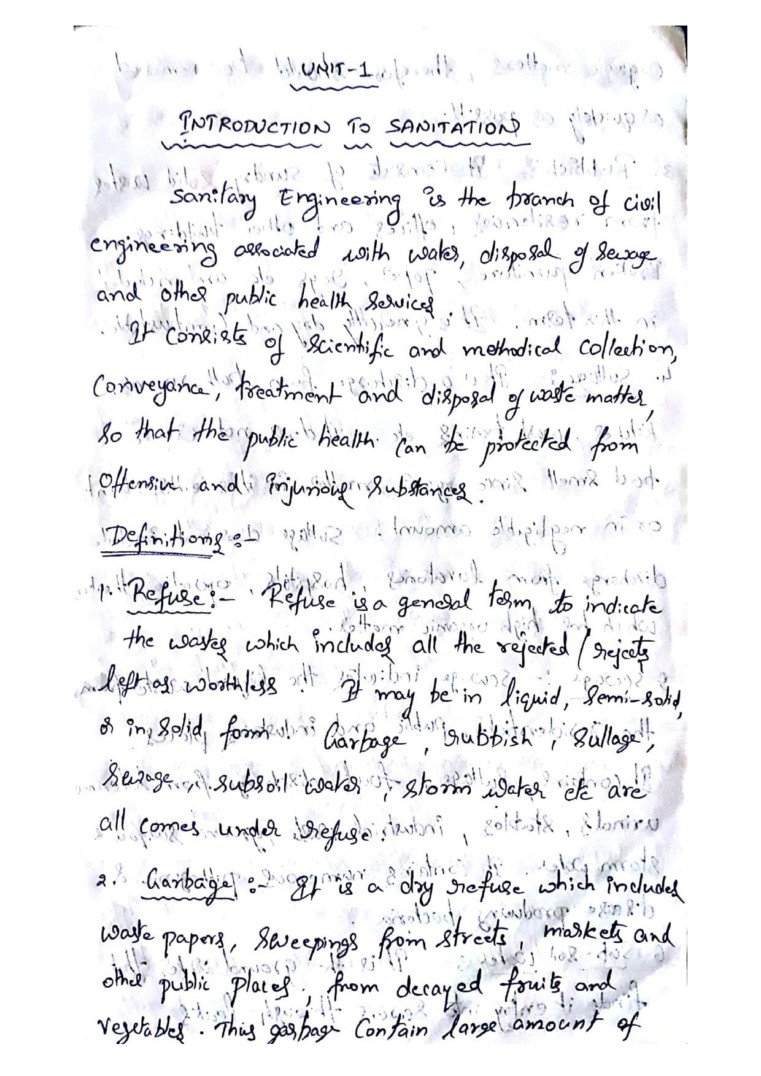 UNIT-1
INTRODUCTION TO SANITATION
Sanitary Engineering is the branch of civil
engineering associated with water, disposal of sewage
and other public health services.
It consists of scientific and methodical collection,
conveyance, treatment and disposal of waste matter,
so that the public health can be protected from
offensive and injurious substances.
Definitions :-
1. Refuse :- Refuse is a general term to indicate
the wastes which includes all the rejected / rejects
left as worthless. It may be in liquid, semi-solid,
or in solid form. Garbage, rubbish, sullage,
sewage, subsoil water, storm water etc are
all comes under refuse.
2. Garbage :- It is a dry refuse which includes
waste papers, sweepings from streets, markets and
other public places, from decayed fruits and
vegetables. This garbage contain large amount of